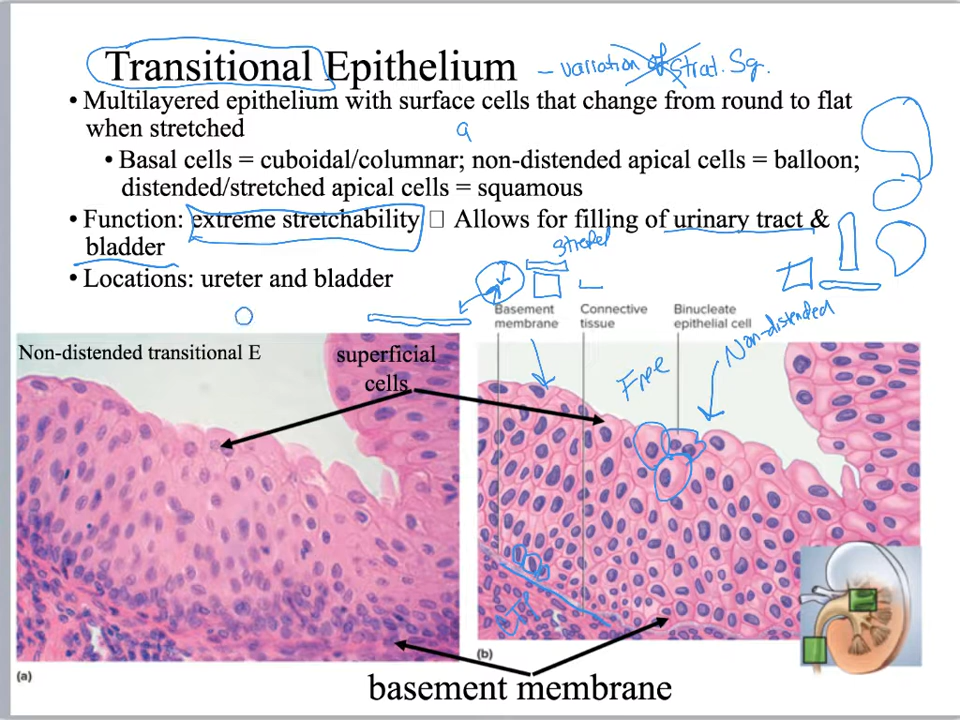 Transitional Epithelium - variation of Strat. Sq.
• Multilayered epithelium with surface cells that change from round to flat
when stretched
• Basal cells = cuboidal/columnar; non-distended apical cells = balloon;
distended/stretched apical cells = squamous
• Function: extreme stretchability □ Allows for filling of urinary tract &
bladder
• Locations: ureter and bladder
Basement
membrane
Connective
tissue
Binucleate
epithelial cell
Non-distended
Non-distended transitional E
superficial
cells
Free
(a)
(b)
basement membrane